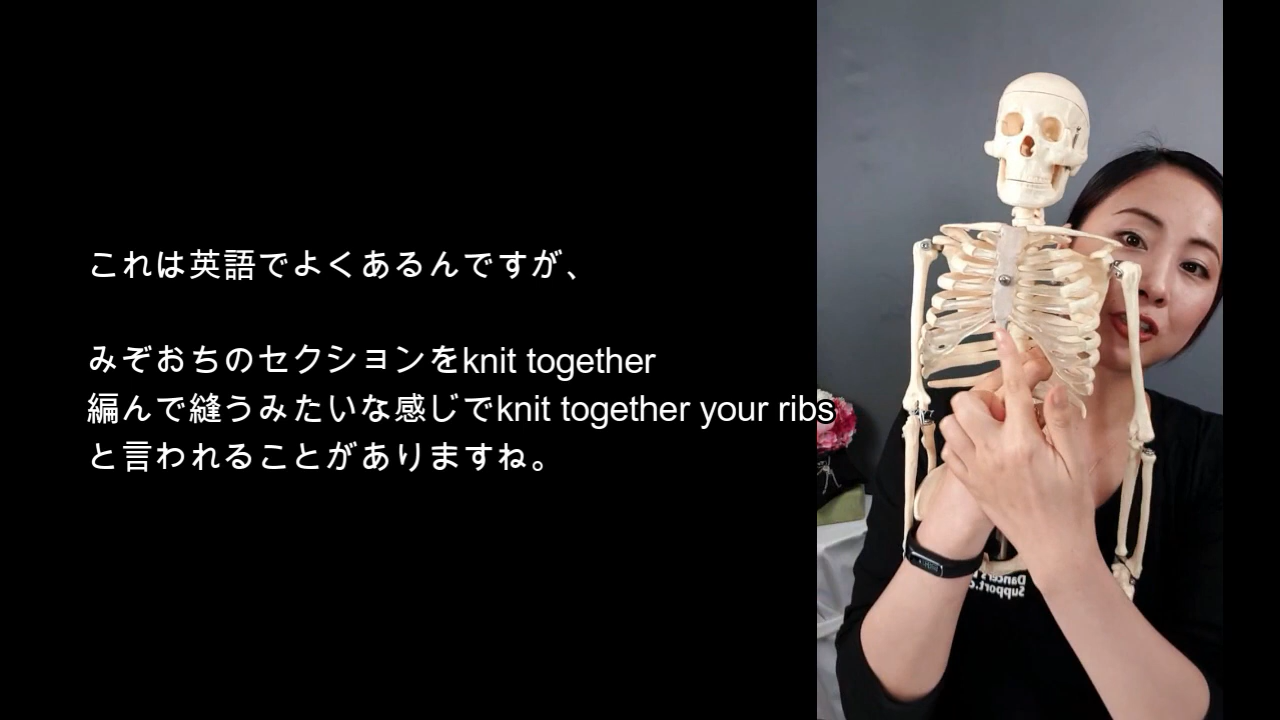 これは英語でよくあるんですが、
みぞおちのセクションをknit together
編んで縫うみたいな感じでknit together your ribs
と言われることがありますね。
Support.